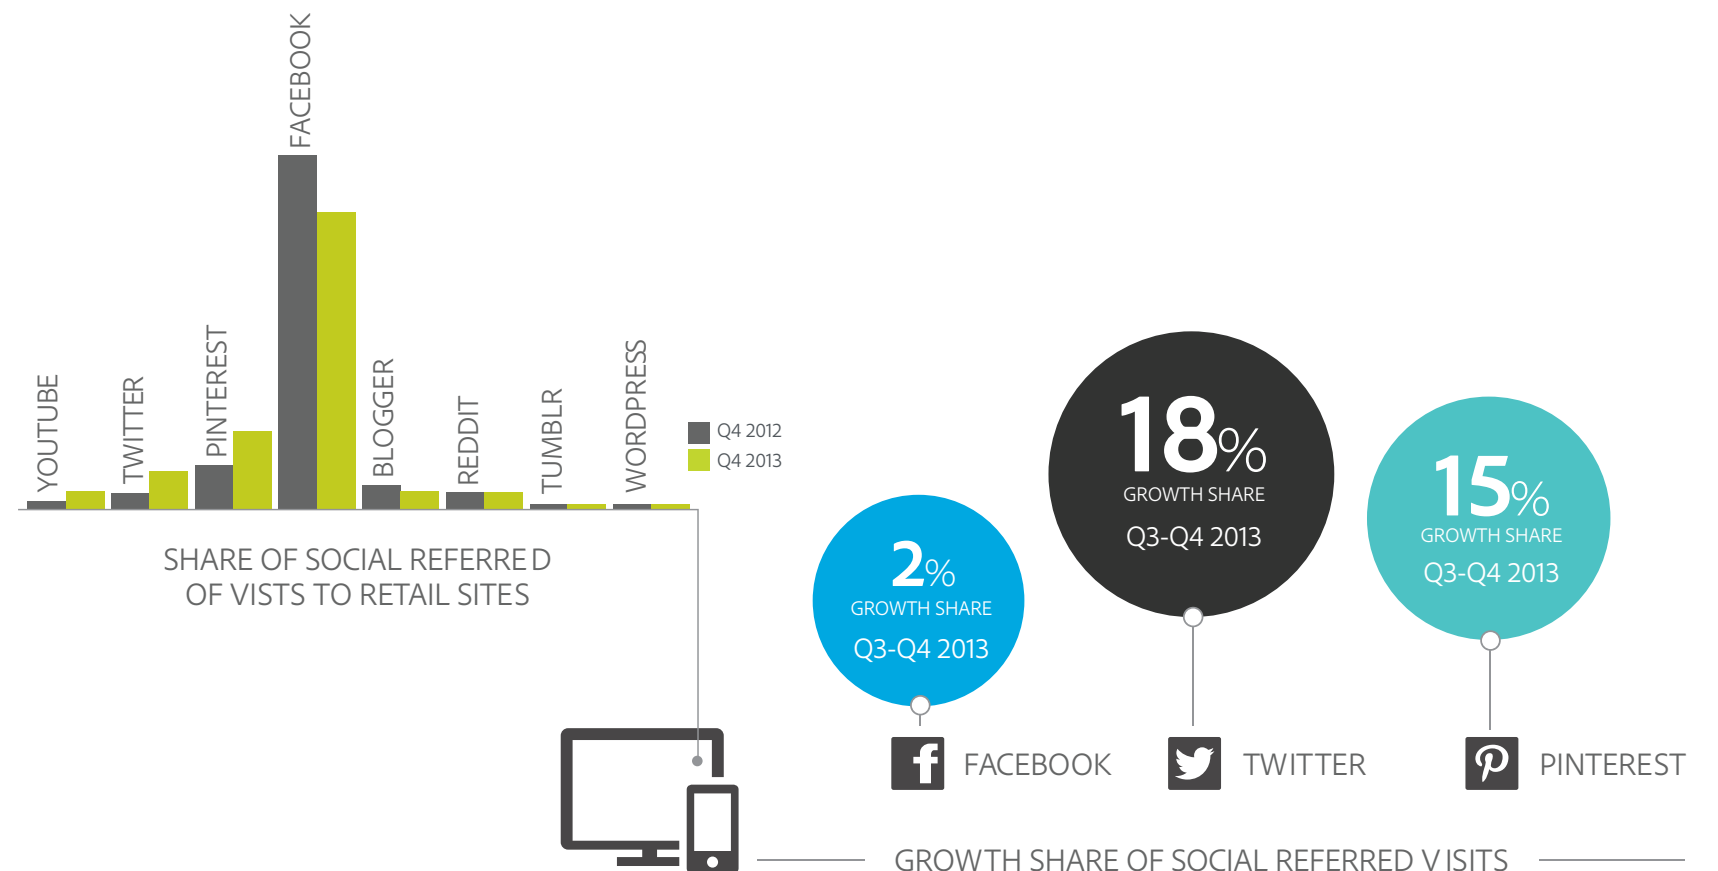 YOUTUBE
TWITTER
PINTEREST
FACEBOOK
BLOGGER
REDDIT
TUMBLR
WORDPRESS
Q4 2012
Q4 2013
SHARE OF SOCIAL REFERRED
OF VISTS TO RETAIL SITES
2%
GROWTH SHARE
Q3-Q4 2013
FACEBOOK
18%
GROWTH SHARE
Q3-Q4 2013
TWITTER
15%
GROWTH SHARE
Q3-Q4 2013
PINTEREST
GROWTH SHARE OF SOCIAL REFERRED VISITS